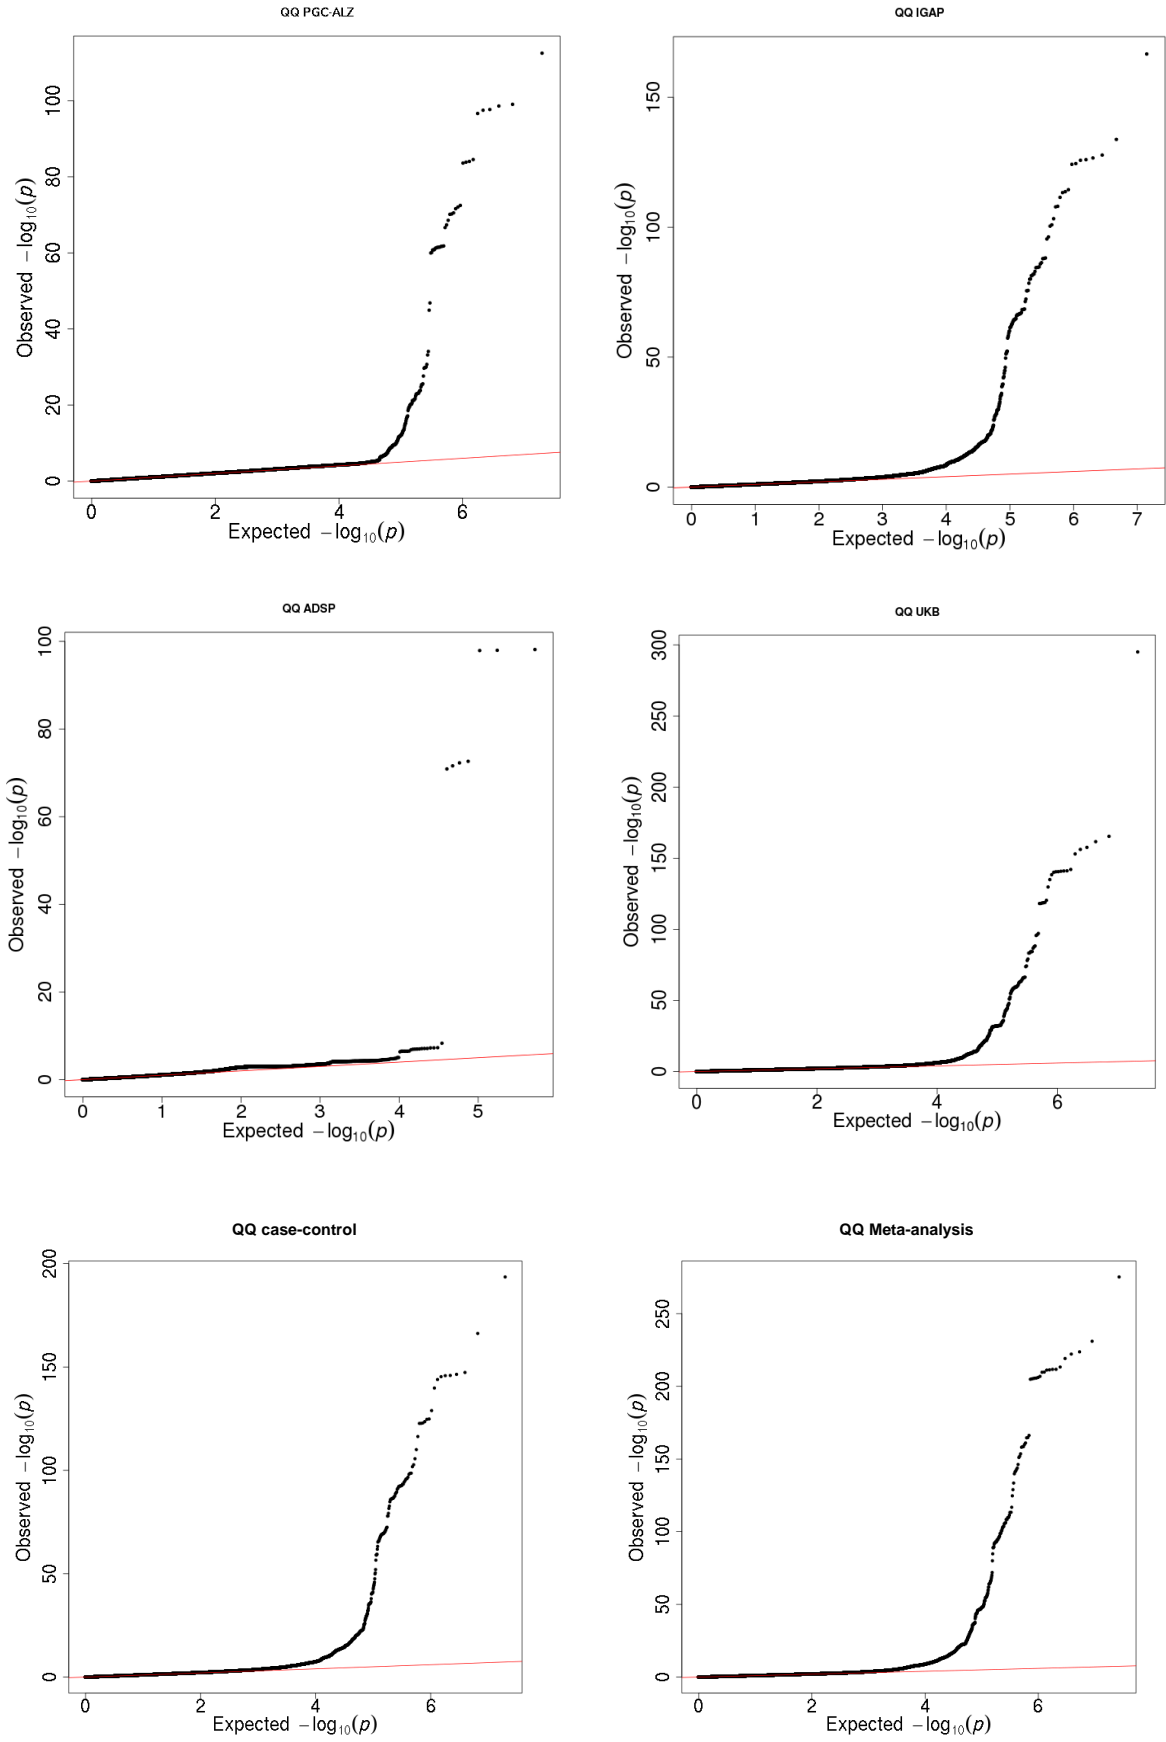 QQ PGC-ALZ
Observed −log10(p)
0 20 40 60 80 100
0 2 4 6
Expected −log10(p)
QQ IGAP
Observed −log10(p)
0 50 100 150
0 1 2 3 4 5 6 7
Expected −log10(p)
QQ ADSP
Observed −log10(p)
0 20 40 60 80 100
0 1 2 3 4 5
Expected −log10(p)
QQ UKB
Observed −log10(p)
0 50 100 150 200 250 300
0 2 4 6
Expected −log10(p)
QQ case-control
Observed −log10(p)
0 50 100 150 200
0 2 4 6
Expected −log10(p)
QQ Meta-analysis
Observed −log10(p)
0 50 100 150 200 250
0 2 4 6
Expected −log10(p)